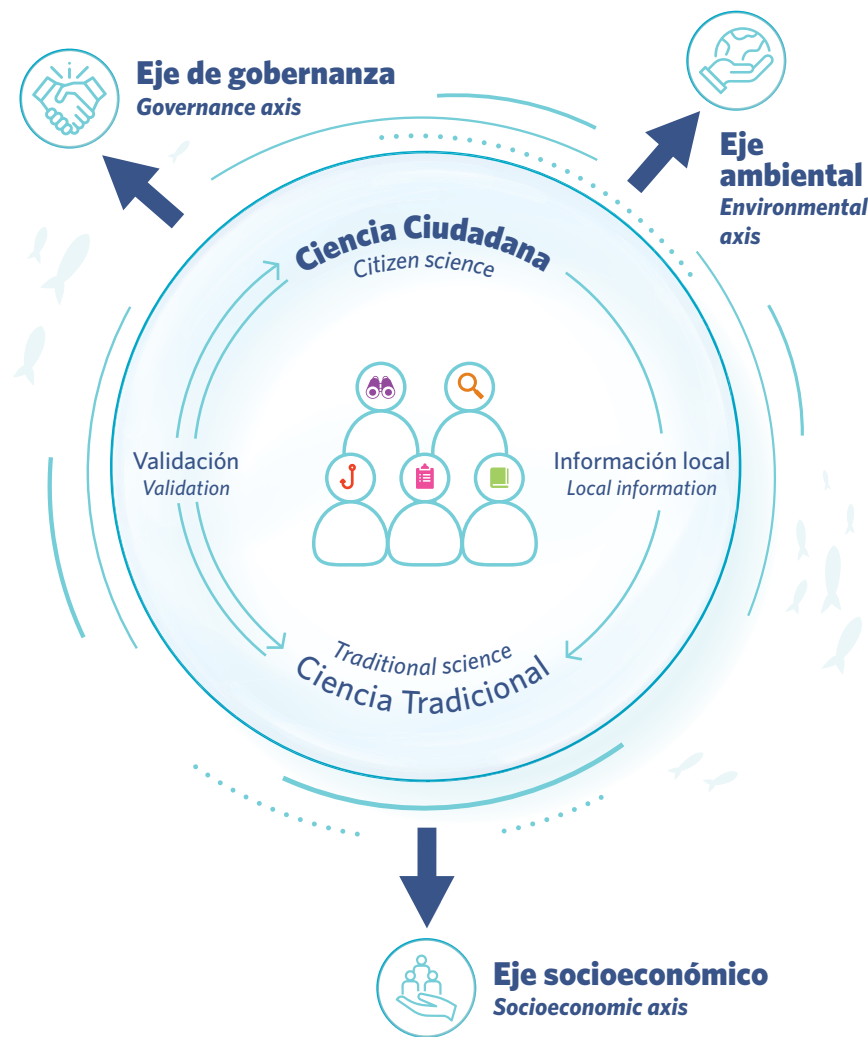 Eje de gobernanza
Governance axis
Eje
ambiental
Environmental
axis
Ciencia Ciudadana
Citizen science
Validación
Validation
Información local
Local information
Traditional science
Ciencia Tradicional
Eje socioeconómico
Socioeconomic axis